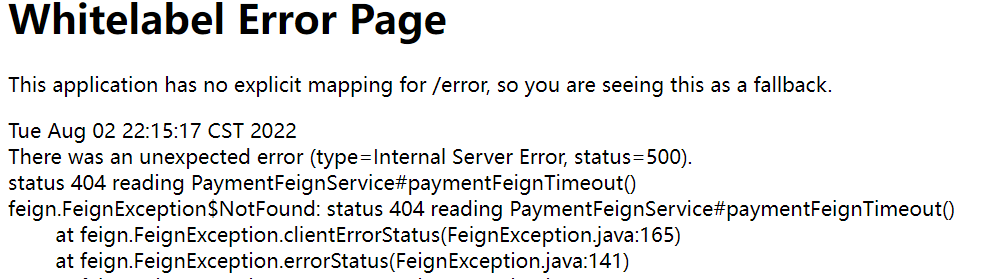 Whitelabel Error Page
This application has no explicit mapping for /error, so you are seeing this as a fallback.
Tue Aug 02 22:15:17 CST 2022
There was an unexpected error (type=Internal Server Error, status=500).
status 404 reading PaymentFeignService#paymentFeignTimeout()
feign.FeignException$NotFound: status 404 reading PaymentFeignService#paymentFeignTimeout()
at feign.FeignException.clientErrorStatus(FeignException.java:165)
at feign.FeignException.errorStatus(FeignException.java:141)